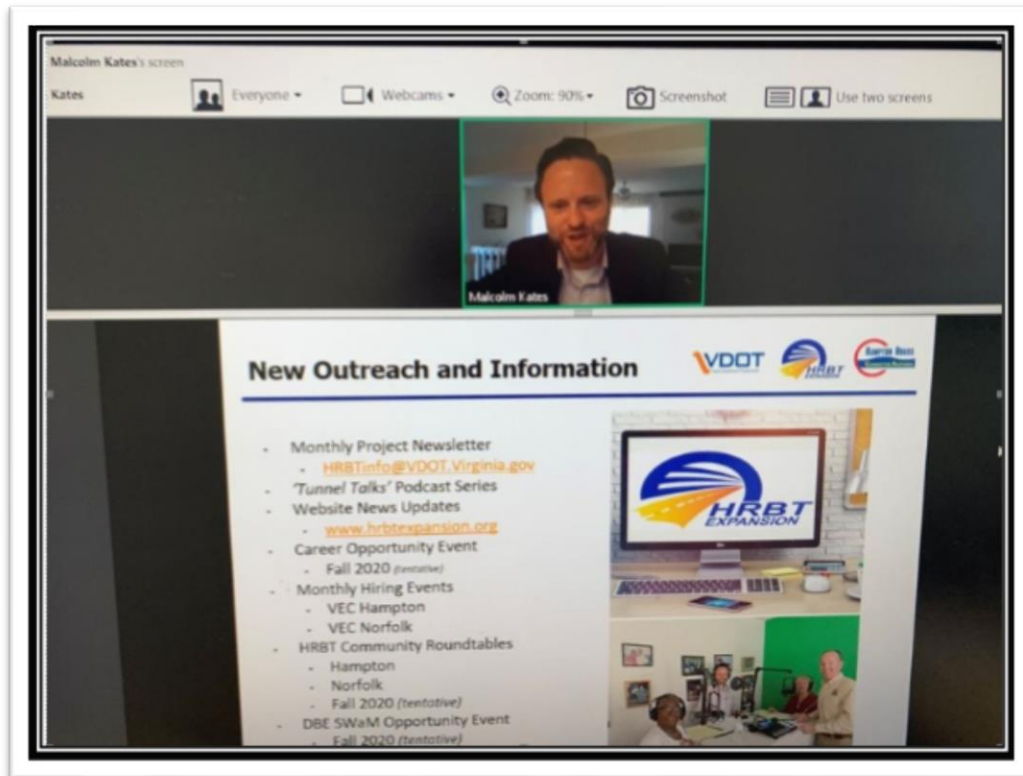 Malcolm Kates's screen
Kates
Everyone
Webcams
Zoom: 90%
Screenshot
Use two screens
Malcolm Kates
New Outreach and Information
VDOT
HRBT
EXPANSION
- Monthly Project Newsletter
- HRBTinfo@VDOT.Virginia.gov
- 'Tunnel Talks' Podcast Series
- Website News Updates
- www.hrbtexpansion.org
- Career Opportunity Event
- Fall 2020 (tentative)
- Monthly Hiring Events
- VEC Hampton
- VEC Norfolk
- HRBT Community Roundtables
- Hampton
- Norfolk
- Fall 2020 (tentative)
- DBE SWaM Opportunity Event
- Fall 2020 (tentative)
HRBT
EXPANSION